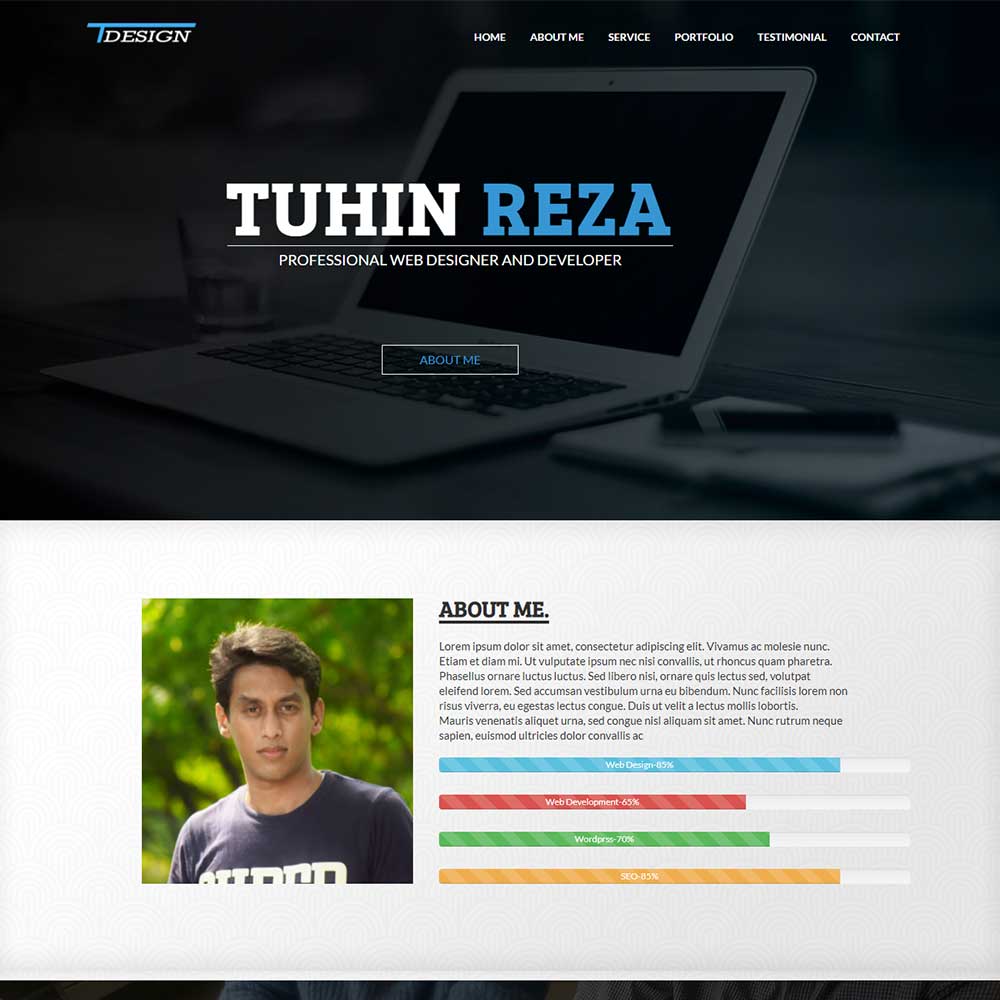 TDESIGN
HOME ABOUT ME SERVICE PORTFOLIO TESTIMONIAL CONTACT
TUHIN REZA
PROFESSIONAL WEB DESIGNER AND DEVELOPER
ABOUT ME
ABOUT ME.
Lorem ipsum dolor sit amet, consectetur adipiscing elit. Vivamus ac molesie nunc.
Etiam et diam mi. Ut vulputate ipsum nec nisi convallis, ut rhoncus quam pharetra.
Phasellus ornare luctus luctus. Sed libero nisi, ornare quis lectus sed, volutpat
eleifend lorem. Sed accumsan vestibulum urna eu bibendum. Nunc facilisis lorem non
risus viverra, eu egestas lectus congue. Duis ut velit a lectus mollis lobortis.
Mauris venenatis aliquet urna, sed congue nisl aliquam sit amet. Nunc rutrum neque
sapien, euismod ultricies dolor convallis ac
Web Design-85%
Web Development-65%
Wordprss-70%
SEO-85%